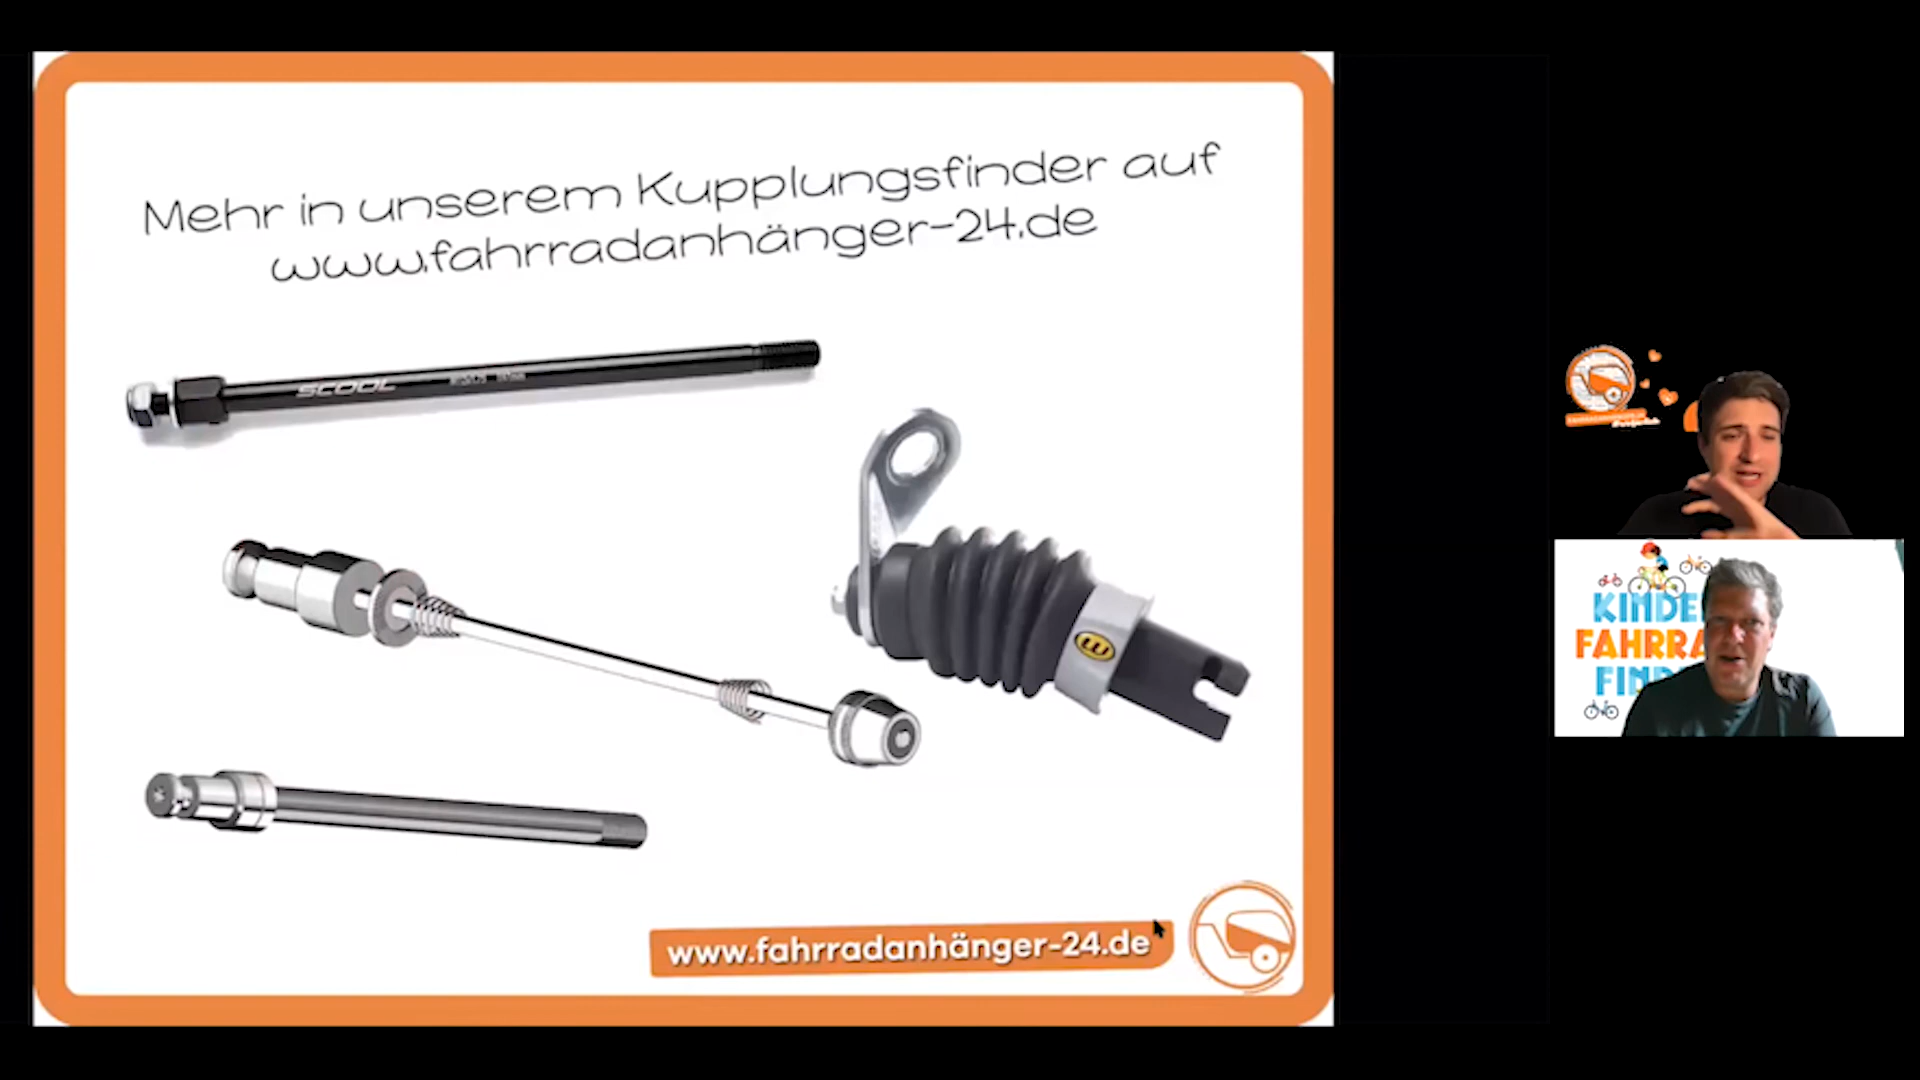 Mehr in unserem Kupplungsfinder auf
www.fahrradanhänger-24.de
SCOOL
www.fahrradanhänger-24.de
KINDE
FAHRRA
FIN